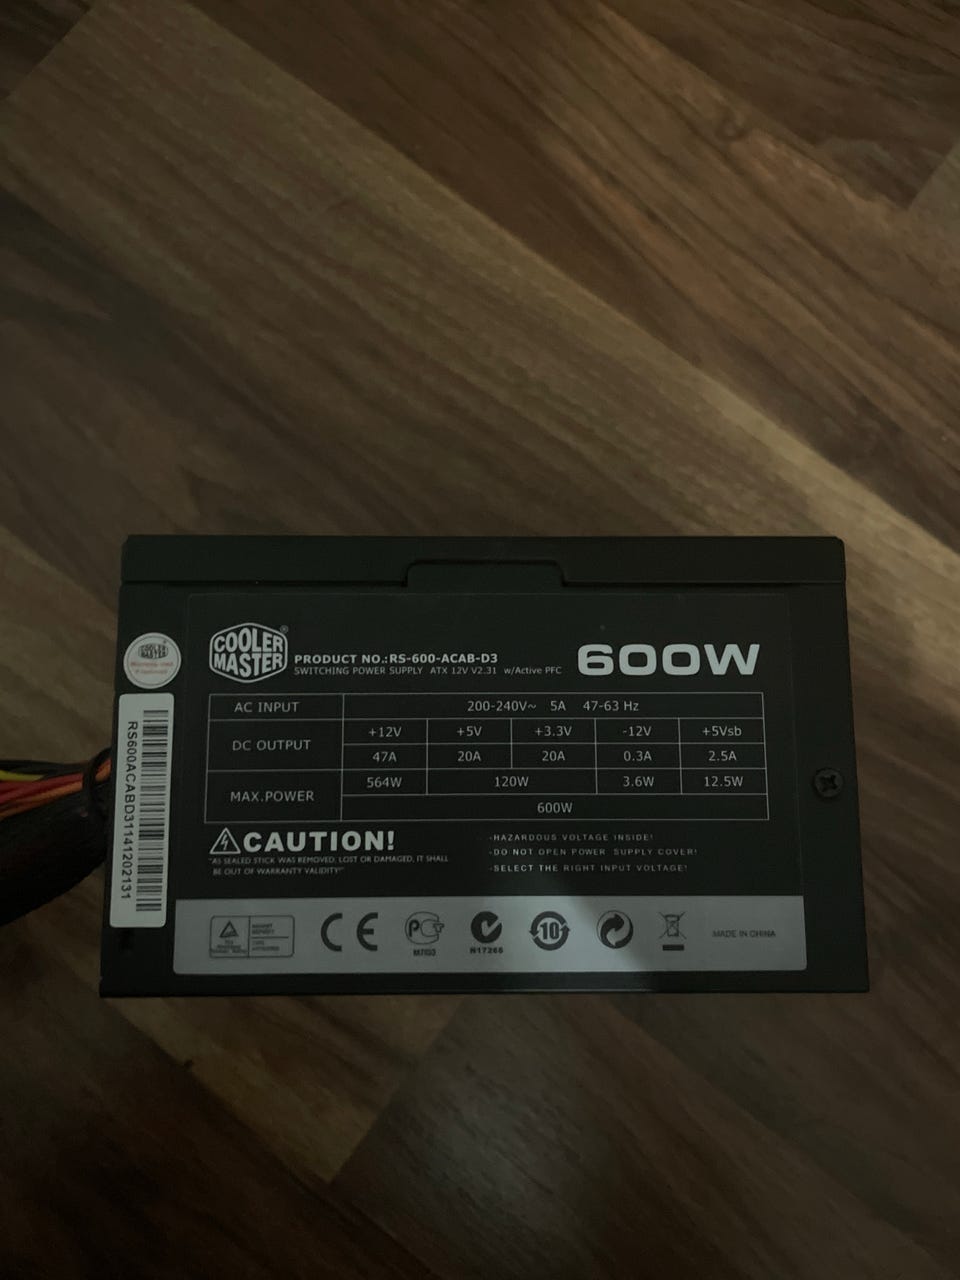 COOLER MASTER
PRODUCT NO.:RS-600-ACAB-D3
SWITCHING POWER SUPPLY ATX 12V V2.31 w/Active PFC
600W
AC INPUT 200-240V~ 5A 47-63 Hz
DC OUTPUT +12V +5V +3.3V -12V +5Vsb
47A 20A 20A 0.3A 2.5A
MAX.POWER 564W 120W 3.6W 12.5W
600W
CAUTION!
"AS SEALED STICK WAS REMOVED, LOST OR DAMAGED, IT SHALL
BE OUT OF WARRANTY VALIDITY"
-HAZARDOUS VOLTAGE INSIDE!
-DO NOT OPEN POWER SUPPLY COVER!
-SELECT THE RIGHT INPUT VOLTAGE!
CE
N17265
10
MADE IN CHINA
COOLER MASTER
RS600ACABD31141202131